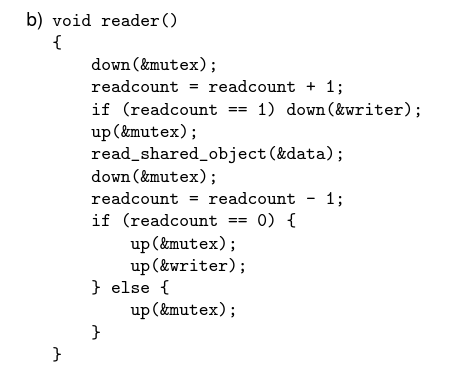 b) void reader()
{
down(&mutex);
readcount = readcount + 1;
if (readcount == 1) down(&writer);
up(&mutex);
read_shared_object(&data);
down(&mutex);
readcount = readcount - 1;
if (readcount == 0) {
up(&mutex);
up(&writer);
} else {
up(&mutex);
}
}